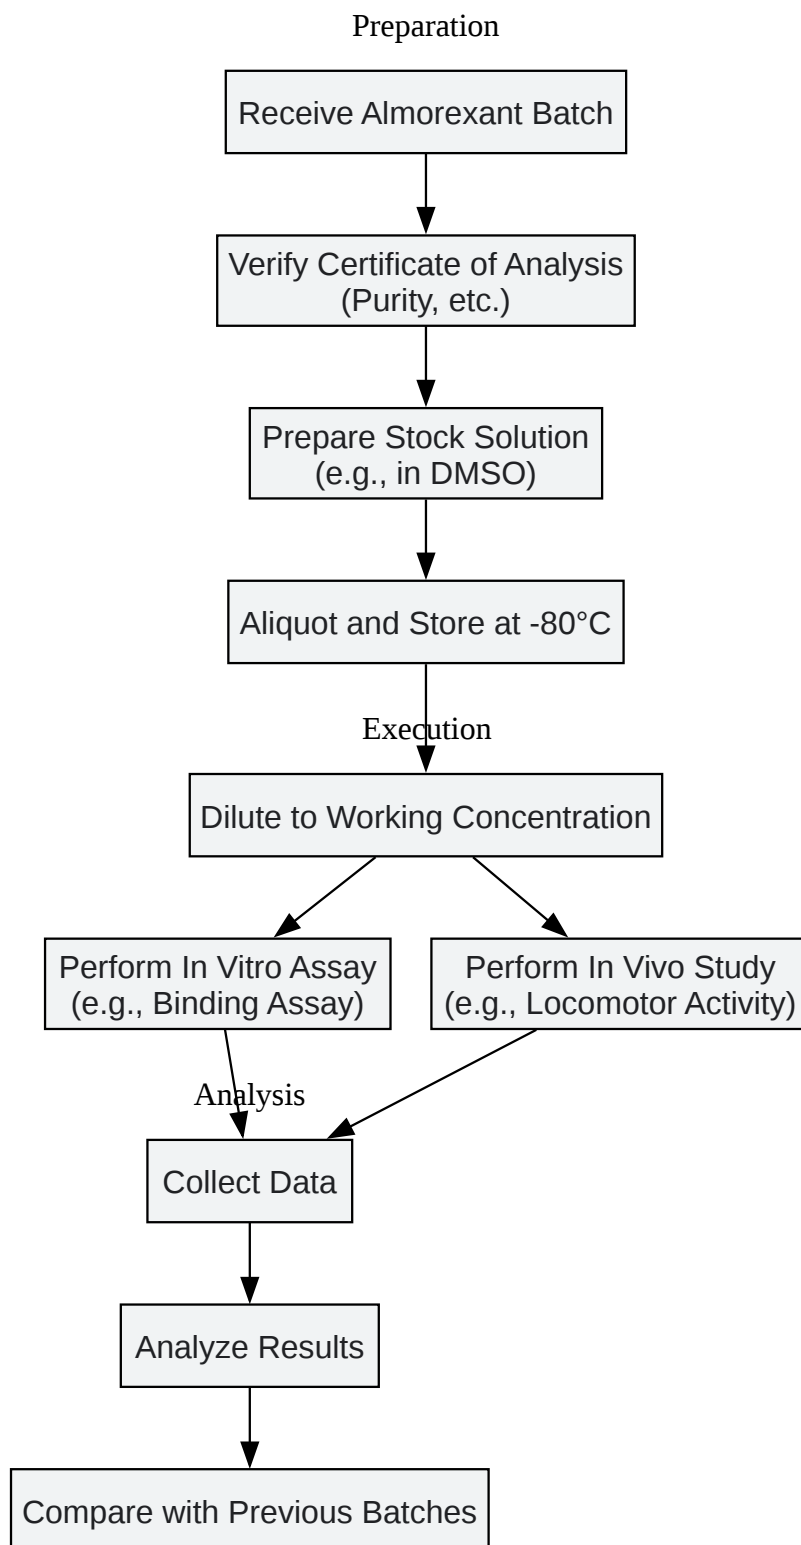 Preparation
Receive Almorexant Batch
Verify Certificate of Analysis
(Purity, etc.)
Prepare Stock Solution
(e.g., in DMSO)
Aliquot and Store at -80°C
Execution
Dilute to Working Concentration
Perform In Vitro Assay
(e.g., Binding Assay)
Perform In Vivo Study
(e.g., Locomotor Activity)
Analysis
Collect Data
Analyze Results
Compare with Previous Batches